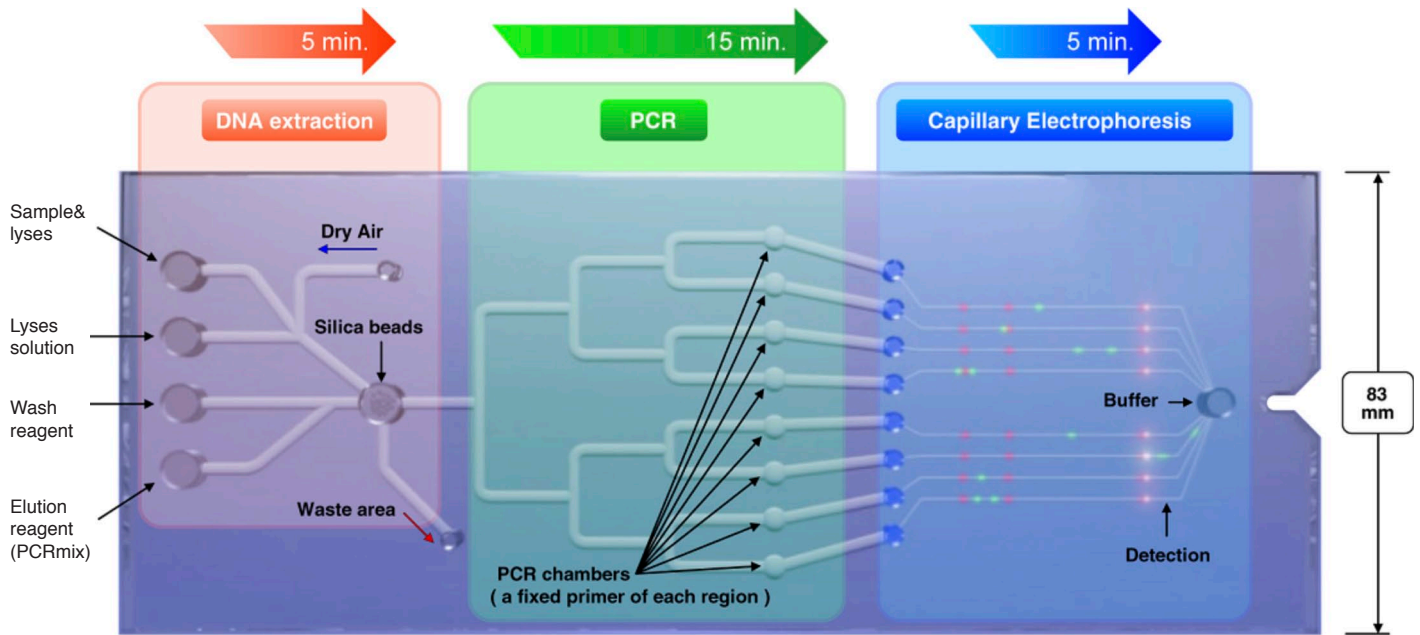 5 min.
15 min.
5 min.
DNA extraction
PCR
Capillary Electrophoresis
Sample&
lyses
Dry Air
Lyses
solution
Silica beads
Wash
reagent
Buffer
83
mm
Elution
reagent
(PCRmix)
Waste area
Detection
PCR chambers
( a fixed primer of each region )